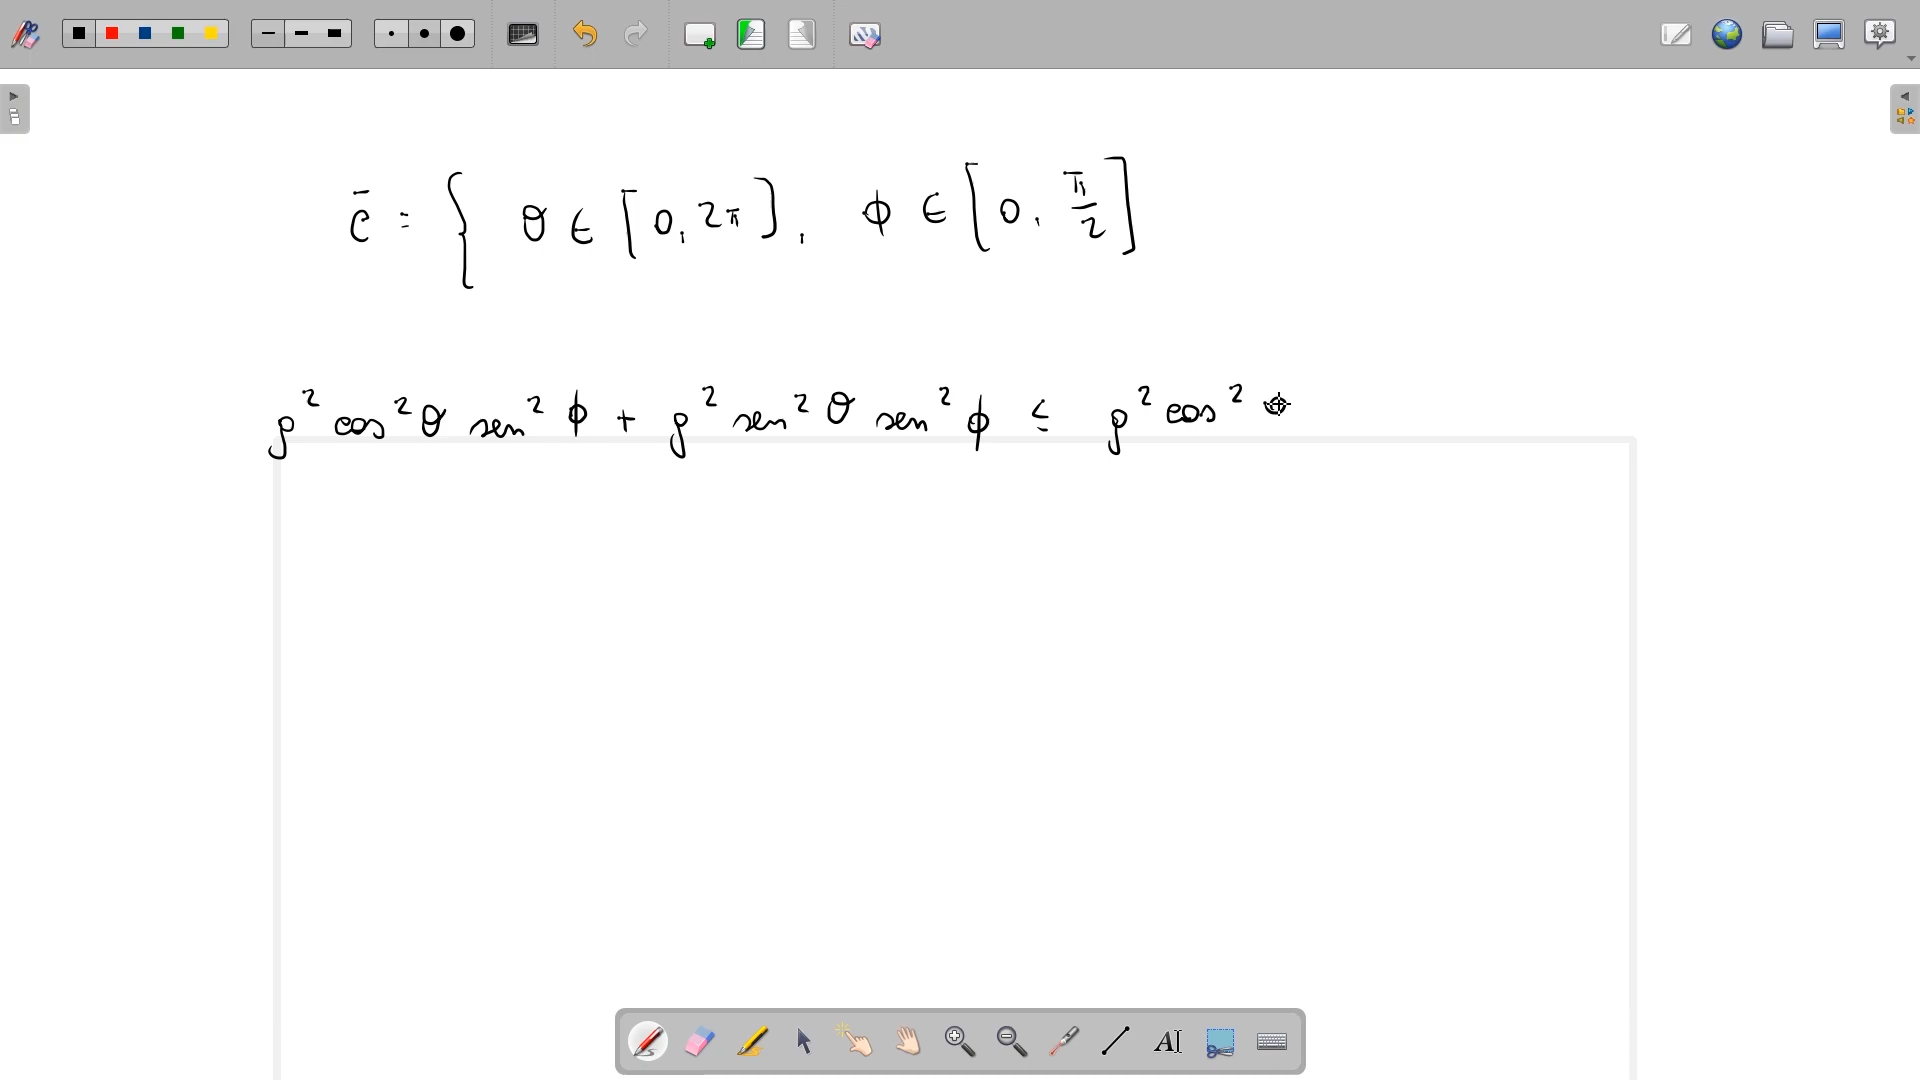 C̄ = { θ ∈ [0, 2π], ϕ ∈ [0, π/2]
ρ² cos² θ sen² ϕ + ρ² sen² θ sen² ϕ ≤ ρ² cos²